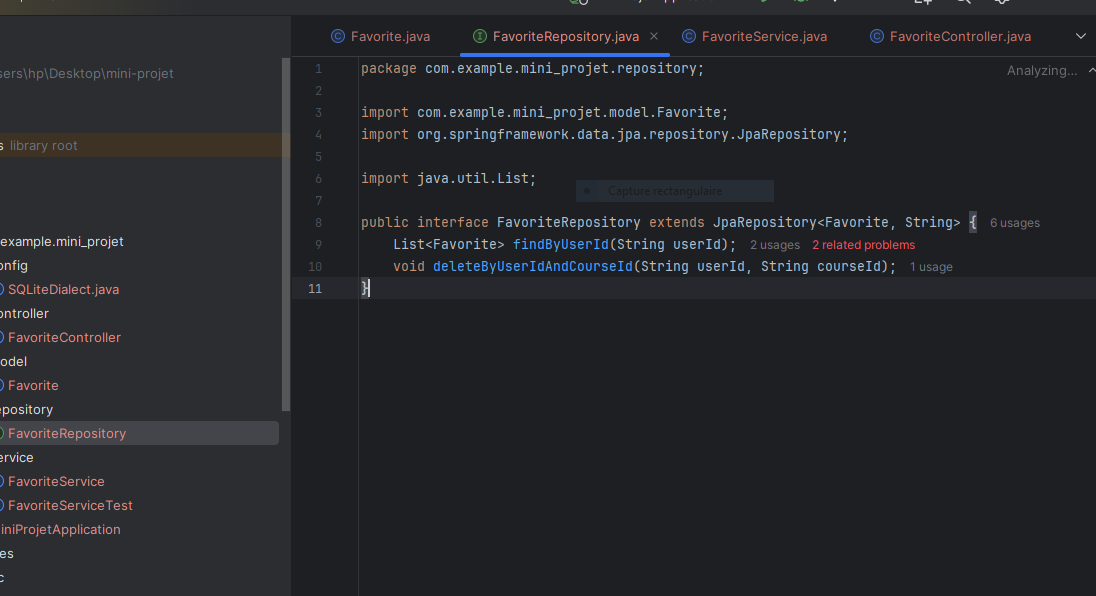 Favorite.java
FavoriteRepository.java
FavoriteService.java
FavoriteController.java
ers\hp\Desktop\mini-projet
s library root
example.mini_projet
onfig
SQLiteDialect.java
ontroller
FavoriteController
odel
Favorite
epository
FavoriteRepository
ervice
FavoriteService
FavoriteServiceTest
iniProjetApplication
es
c
Analyzing...
1 package com.example.mini_projet.repository;
2
3 import com.example.mini_projet.model.Favorite;
4 import org.springframework.data.jpa.repository.JpaRepository;
5
6 import java.util.List;
7
Capture rectangulaire
8 public interface FavoriteRepository extends JpaRepository<Favorite, String> { 6 usages
9 List<Favorite> findByUserId(String userId); 2 usages 2 related problems
10 void deleteByUserIdAndCourseId(String userId, String courseId); 1 usage
11 }